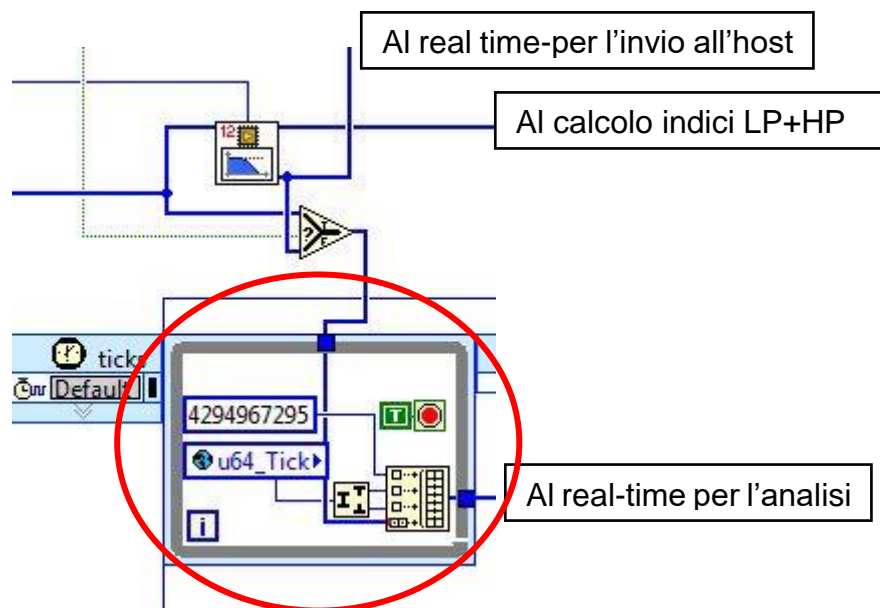 Al real time-per l’invio all’host
Al calcolo indici LP+HP
12
?
T
F
ticks
Default
4294967295
T
u64_Tick
i
Al real-time per l’analisi